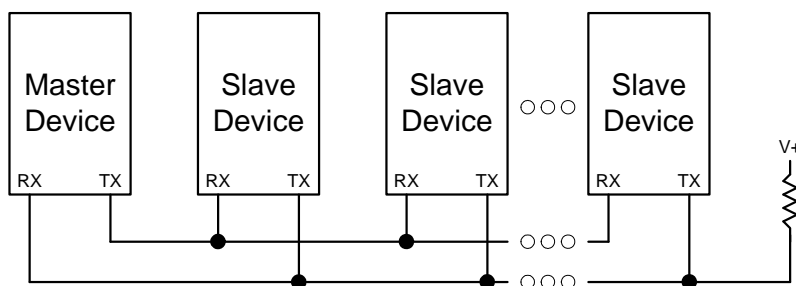 Master
Device
Slave
Device
Slave
Device
Slave
Device
V+
RX TX
RX TX
RX TX
RX TX